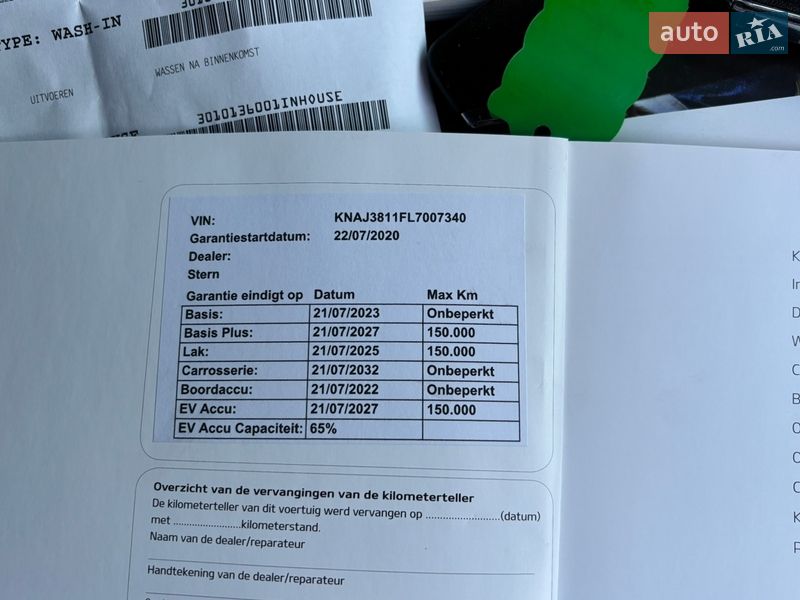 TYPE: WASH-IN
WASSEN NA BINNENKOMST
UITVOEREN
3010136001INHOUSE
auto RIA .com
VIN: KNAJ3811FL7007340
Garantiestartdatum: 22/07/2020
Dealer:
Stern
Garantie eindigt op Datum Max Km
Basis: 21/07/2023 Onbeperkt
Basis Plus: 21/07/2027 150.000
Lak: 21/07/2025 150.000
Carrosserie: 21/07/2032 Onbeperkt
Boordaccu: 21/07/2022 Onbeperkt
EV Accu: 21/07/2027 150.000
EV Accu Capaciteit: 65%
Overzicht van de vervangingen van de kilometerteller
De kilometerteller van dit voertuig werd vervangen op ........................(datum)
met ......................kilometerstand.
Naam van de dealer/reparateur
Handtekening van de dealer/reparateur